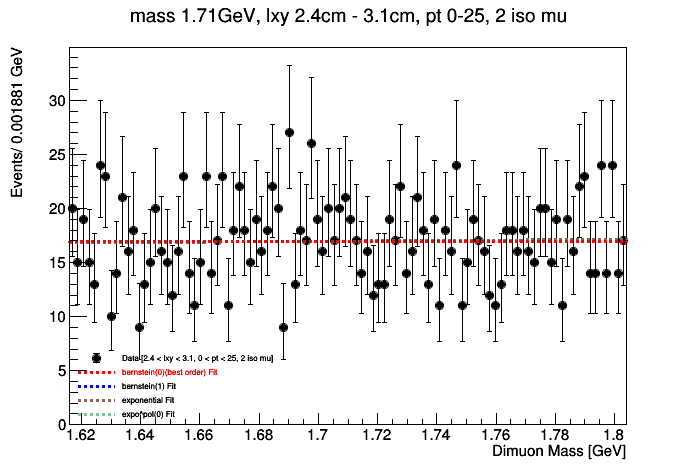 mass 1.71GeV, lxy 2.4cm - 3.1cm, pt 0-25, 2 iso mu
Events/ 0.001881 GeV
30
25
20
15
10
5
0
Data [2.4 < lxy < 3.1, 0 < pt < 25, 2 iso mu]
bernstein(0)(best order) Fit
bernstein(1) Fit
exponential Fit
expo*pol(0) Fit
1.62 1.64 1.66 1.68 1.7 1.72 1.74 1.76 1.78 1.8
Dimuon Mass [GeV]